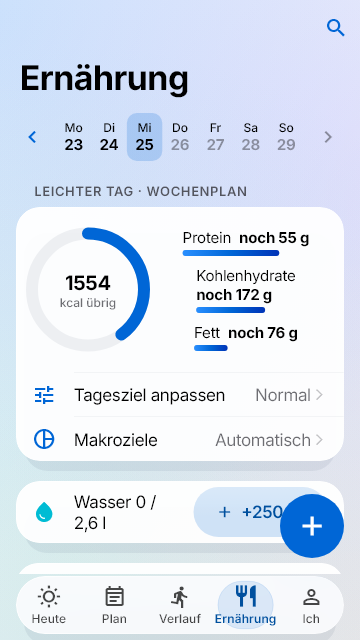 Ernährung
Mo Di Mi Do Fr Sa So
23 24 25 26 27 28 29
LEICHTER TAG · WOCHENPLAN
1554
kcal übrig
Protein noch 55 g
Kohlenhydrate
noch 172 g
Fett noch 76 g
Tagesziel anpassen Normal
Makroziele Automatisch
Wasser 0 /
2,6 l
+ +250
+
Heute Plan Verlauf Ernährung Ich